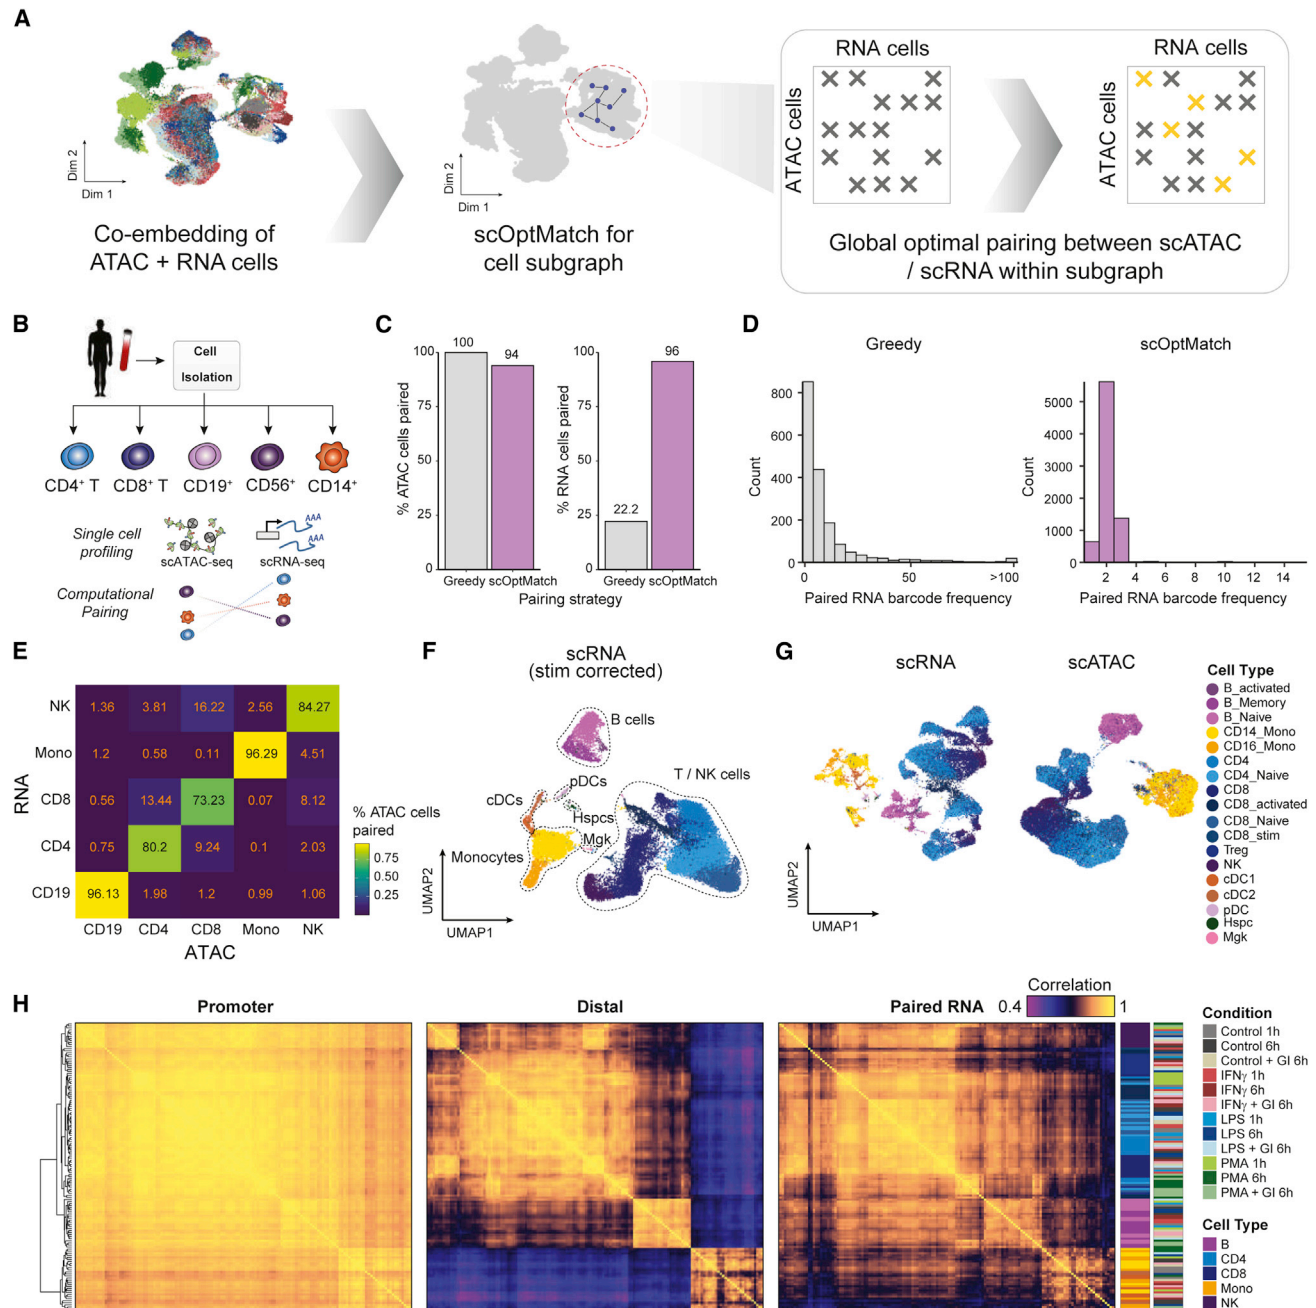 A
Dim 2
Dim 1
Co-embedding of
ATAC + RNA cells
Dim 2
Dim 1
scOptMatch for
cell subgraph
RNA cells
ATAC cells
RNA cells
ATAC cells
Global optimal pairing between scATAC
/ scRNA within subgraph
B
Cell
Isolation
CD4+ T
CD8+ T
CD19+
CD56+
CD14+
Single cell
profiling
AAA
AAA
scATAC-seq
scRNA-seq
Computational
Pairing
C
% ATAC cells paired
100
75
50
25
0
100
94
Greedy scOptMatch
% RNA cells paired
100
75
50
25
0
22.2
96
Greedy scOptMatch
Pairing strategy
D
Greedy
Count
800
600
400
200
0
0
50
>100
Paired RNA barcode frequency
scOptMatch
Count
5000
4000
3000
2000
1000
0
2 4 6 8 10 12 14
Paired RNA barcode frequency
E
RNA
NK 1.36 3.81 16.22 2.56 84.27
Mono 1.2 0.58 0.11 96.29 4.51
CD8 0.56 13.44 73.23 0.07 8.12
CD4 0.75 80.2 9.24 0.1 2.03
CD19 96.13 1.98 1.2 0.99 1.06
CD19 CD4 CD8 Mono NK
ATAC
% ATAC cells
paired
0.75
0.50
0.25
F
scRNA
(stim corrected)
B cells
pDCs
T / NK cells
cDCs
Hspcs
Mgk
Monocytes
UMAP2
UMAP1
G
scRNA
scATAC
UMAP2
UMAP1
Cell Type
B_activated
B_Memory
B_Naive
CD14_Mono
CD16_Mono
CD4
CD4_Naive
CD8
CD8_activated
CD8_Naive
CD8_stim
Treg
NK
cDC1
cDC2
pDC
Hspc
Mgk
H
Promoter
Distal
Paired RNA
Correlation
0.4
1
Condition
Control 1h
Control 6h
Control + GI 6h
IFNγ 1h
IFNγ 6h
IFNγ + GI 6h
LPS 1h
LPS 6h
LPS + GI 6h
PMA 1h
PMA 6h
PMA + GI 6h
Cell Type
B
CD4
CD8
Mono
NK